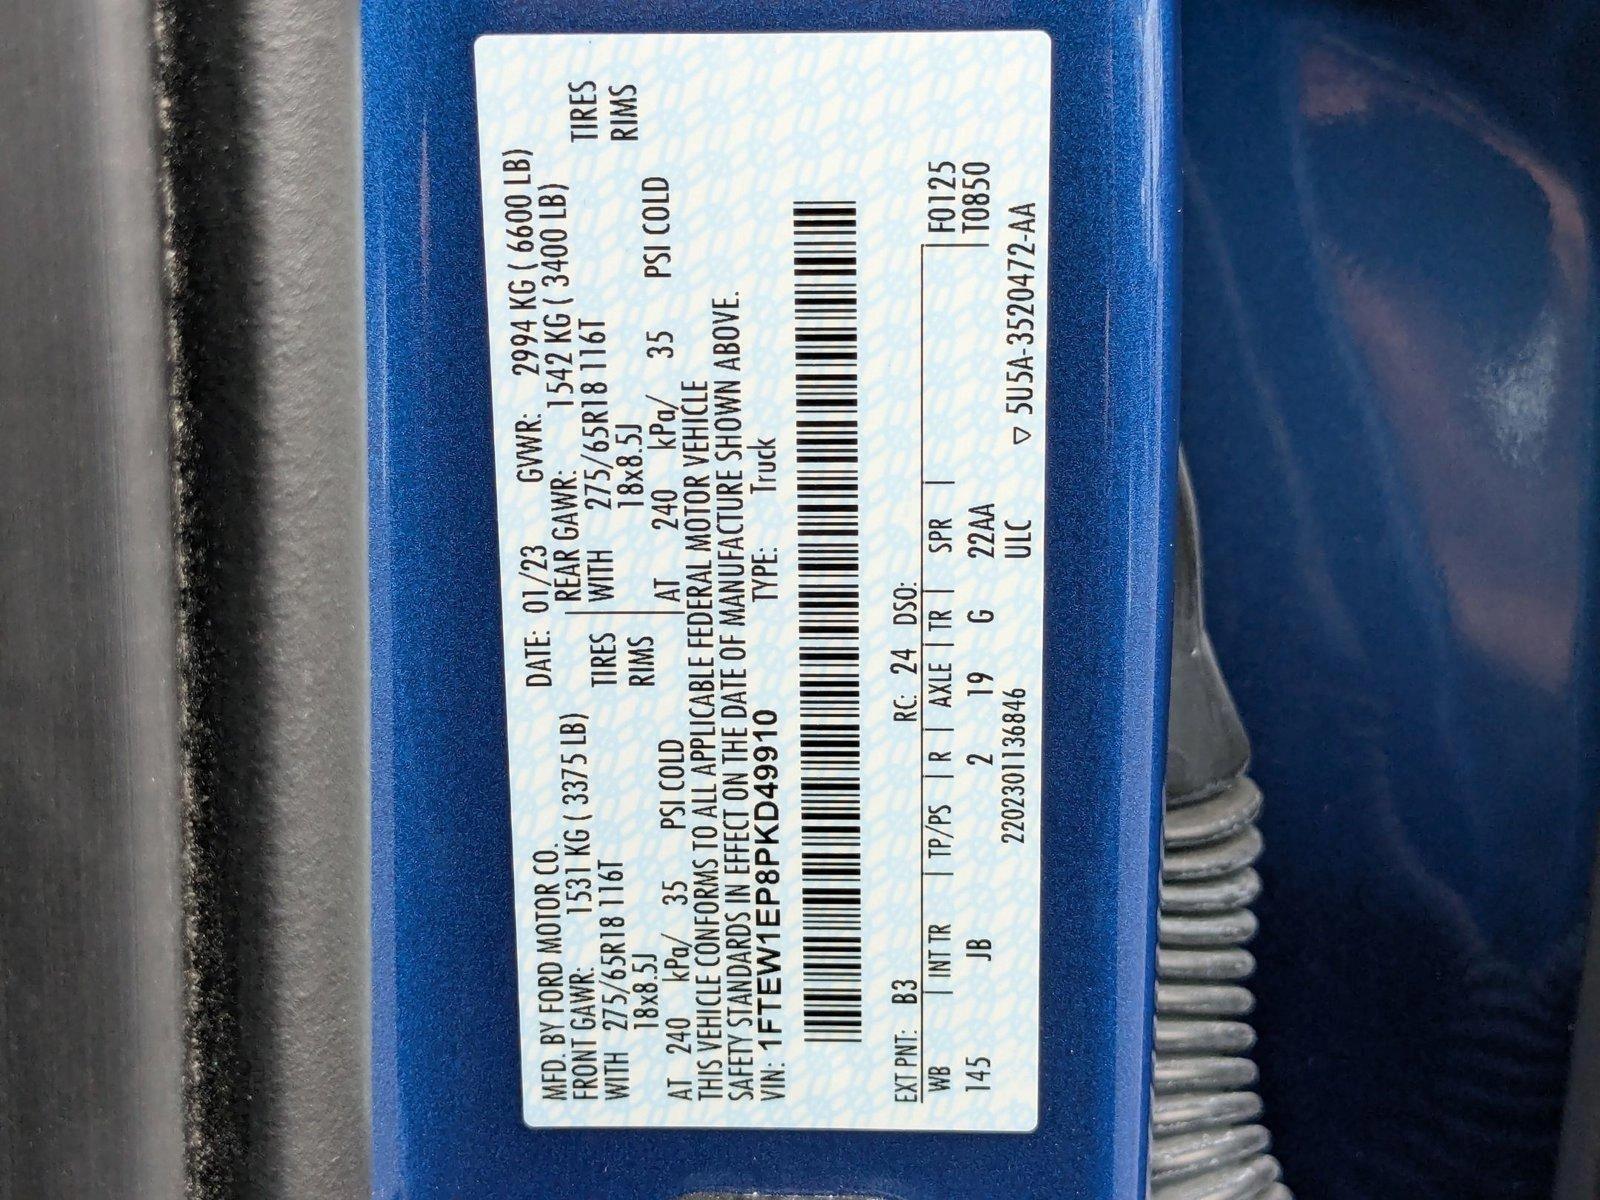 MFD. BY FORD MOTOR CO.
DATE: 01/23 GVWR: 2994 KG ( 6600 LB)
FRONT GAWR: 1531 KG ( 3375 LB)
REAR GAWR: 1542 KG ( 3400 LB)
WITH 275/65R18 116T TIRES
WITH 275/65R18 116T TIRES
18x8.5J RIMS
18x8.5J RIMS
AT 240 kPa/ 35 PSI COLD
AT 240 kPa/ 35 PSI COLD
THIS VEHICLE CONFORMS TO ALL APPLICABLE FEDERAL MOTOR VEHICLE
SAFETY STANDARDS IN EFFECT ON THE DATE OF MANUFACTURE SHOWN ABOVE.
VIN: 1FTEW1EP8PKD49910 TYPE: Truck
EXT PNT: B3 RC: 24 DSO: F0125
WB | INT TR | TP/PS | R | AXLE | TR | SPR | T0850
145 JB 2 19 G 22AA
2202301136846 ULC ▽ 5U5A-3520472-AA